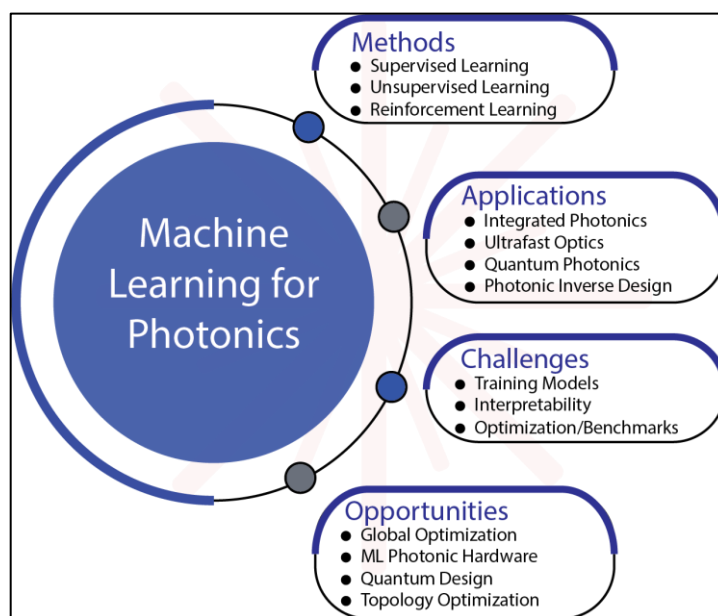 Machine
Learning for
Photonics
Methods
● Supervised Learning
● Unsupervised Learning
● Reinforcement Learning
Applications
● Integrated Photonics
● Ultrafast Optics
● Quantum Photonics
● Photonic Inverse Design
Challenges
● Training Models
● Interpretability
● Optimization/Benchmarks
Opportunities
● Global Optimization
● ML Photonic Hardware
● Quantum Design
● Topology Optimization